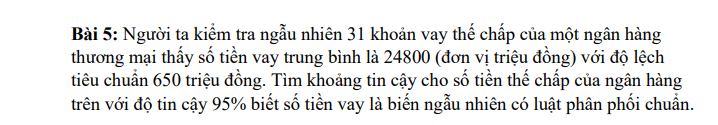 Bài 5: Người ta kiểm tra ngẫu nhiên 31 khoản vay thế chấp của một ngân hàng
thương mại thấy số tiền vay trung bình là 24800 (đơn vị triệu đồng) với độ lệch
tiêu chuẩn 650 triệu đồng. Tìm khoảng tin cậy cho số tiền thế chấp của ngân hàng
trên với độ tin cậy 95% biết số tiền vay là biến ngẫu nhiên có luật phân phối chuẩn.